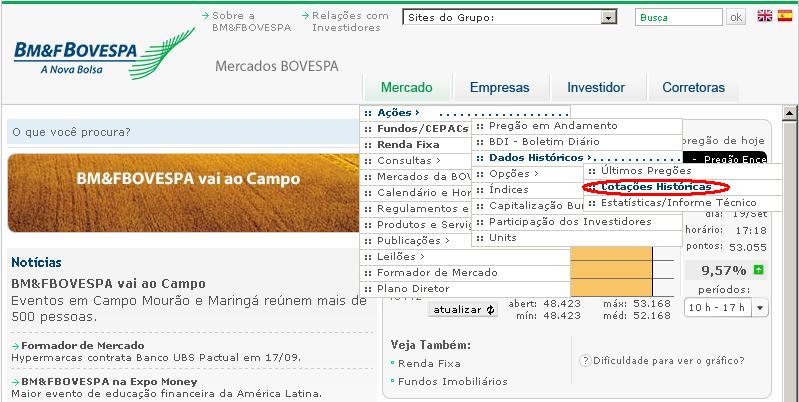 Sobre a BM&FBOVESPA
Relações com Investidores
Sites do Grupo:
Busca
ok
BM&FBOVESPA
A Nova Bolsa
Mercados BOVESPA
Mercado
Empresas
Investidor
Corretoras
O que você procura?
Ações
Fundos/CEPACs
Renda Fixa
Consultas
Mercados da BOV
Calendário e Hor
Regulamentos e
Produtos e Serviç
Publicações
Leilões
Formador de Mercado
Plano Diretor
Pregão em Andamento
BDI - Boletim Diário
Dados Históricos
Opções
Índices
Capitalização Bur
Participação dos Investidores
Units
Últimos Pregões
Cotações Históricas
Estatísticas/Informe Técnico
pregão de hoje
- Pregão Ence
dia: 19/Set
horário: 17:18
pontos: 53.055
9,57%
períodos:
10 h - 17 h
BM&FBOVESPA vai ao Campo
Notícias
BM&FBOVESPA vai ao Campo
Eventos em Campo Mourão e Maringá reúnem mais de
500 pessoas.
Formador de Mercado
Hypermarcas contrata Banco UBS Pactual em 17/09.
BM&FBOVESPA na Expo Money
Maior evento de educação financeira da América Latina.
atualizar
abert: 48.423 máx: 53.168
mín: 48.423 méd: 52.168
Veja Também:
Renda Fixa
Fundos Imobiliários
Dificuldade para ver o gráfico?